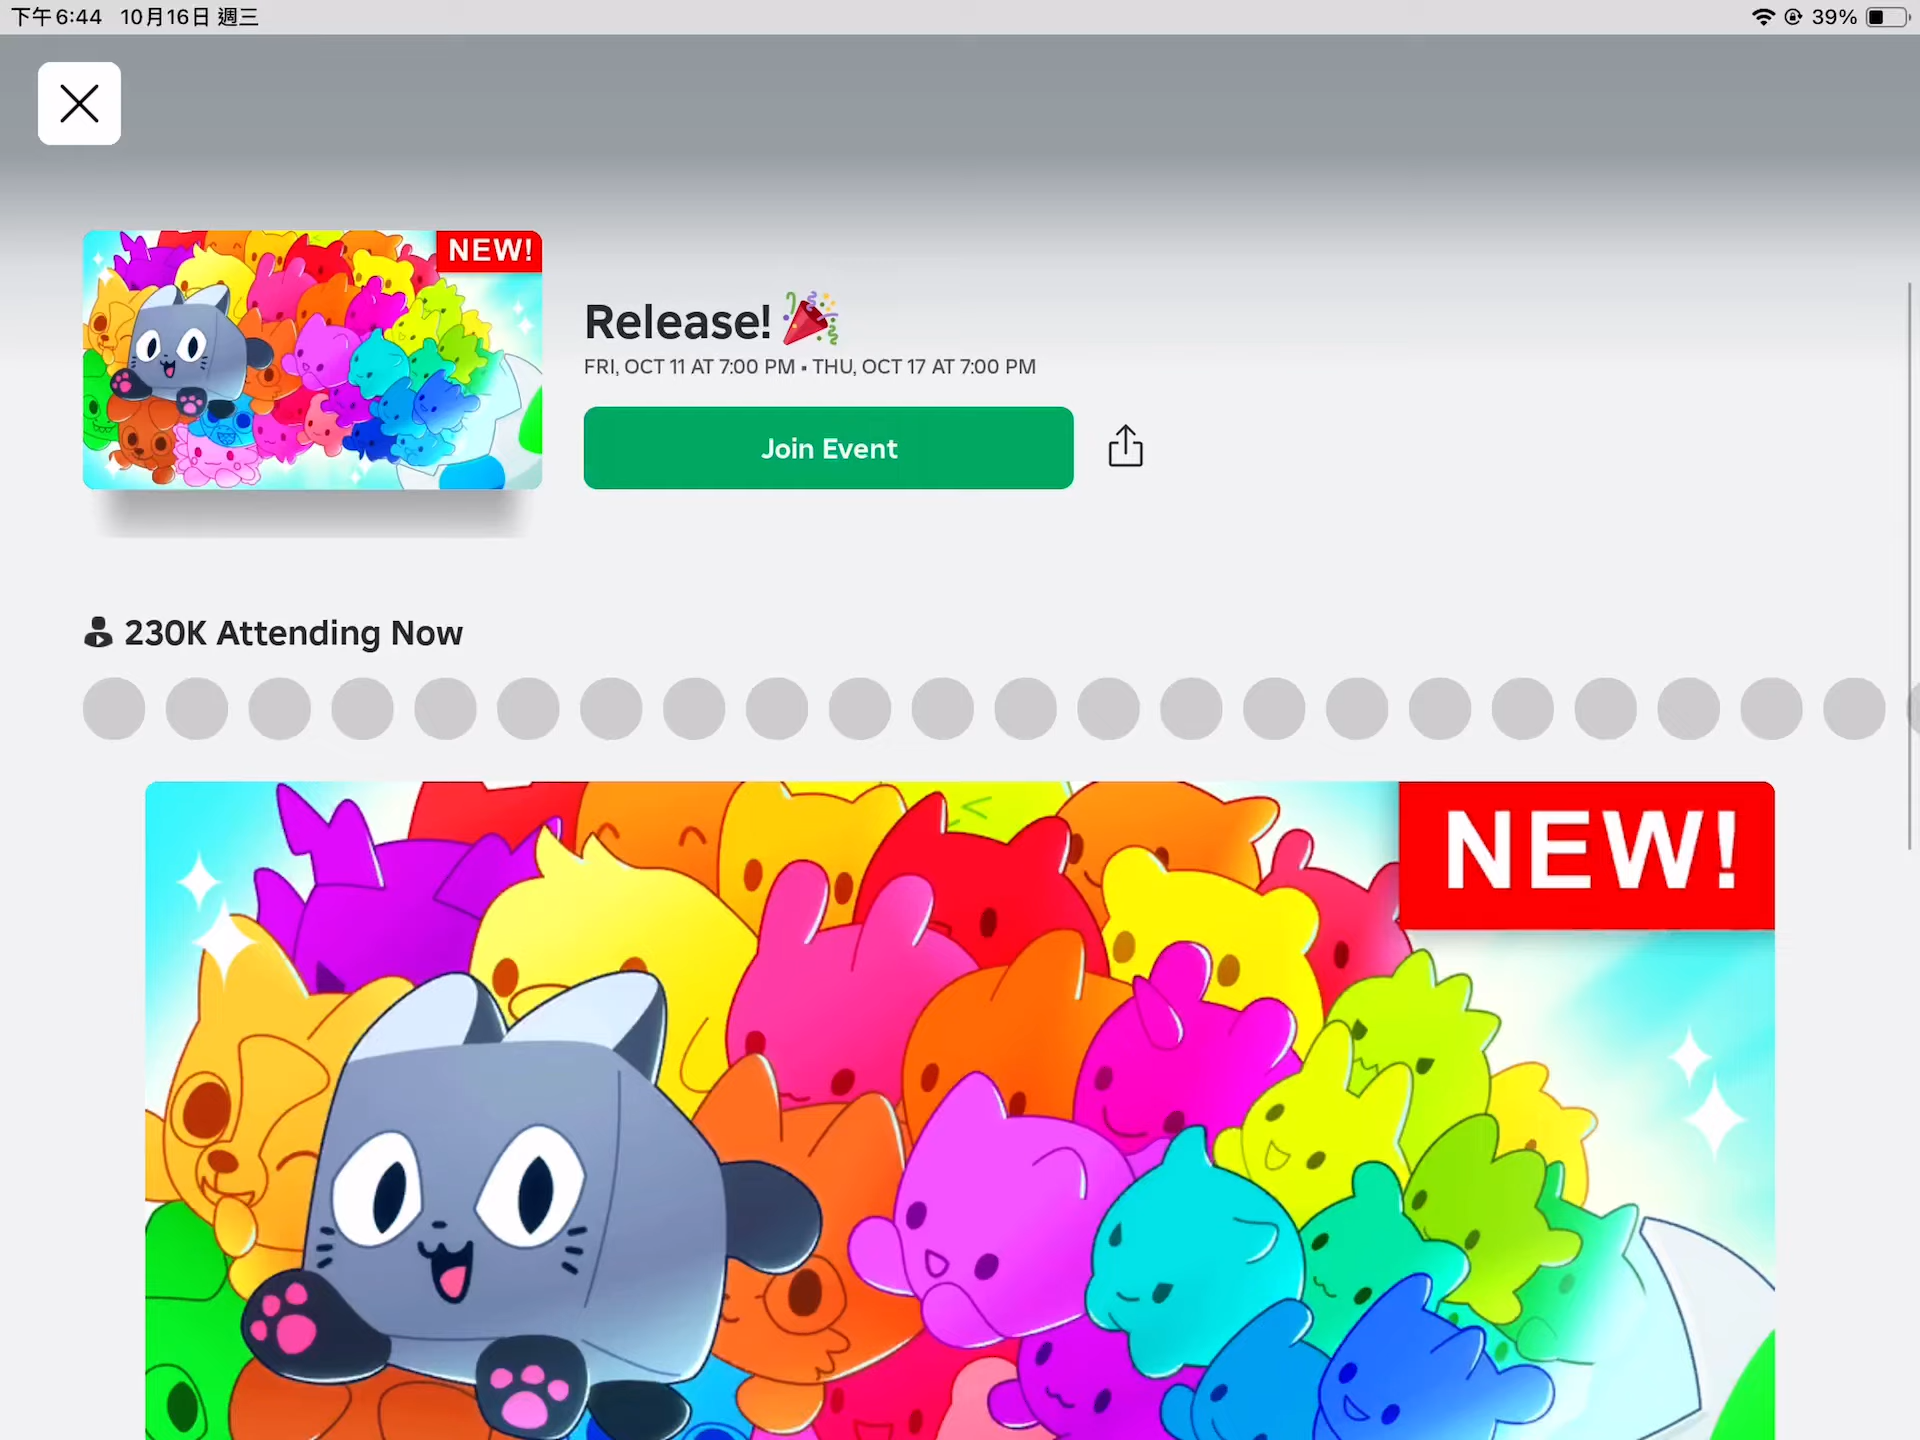 下午6:44 10月16日 週三
39%
NEW!
Release!
FRI, OCT 11 AT 7:00 PM • THU, OCT 17 AT 7:00 PM
Join Event
230K Attending Now
NEW!